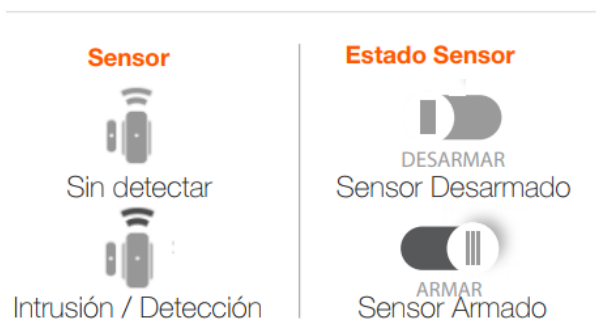 Sensor
Estado Sensor
Sin detectar
DESARMAR
Sensor Desarmado
Intrusión / Detección
ARMAR
Sensor Armado